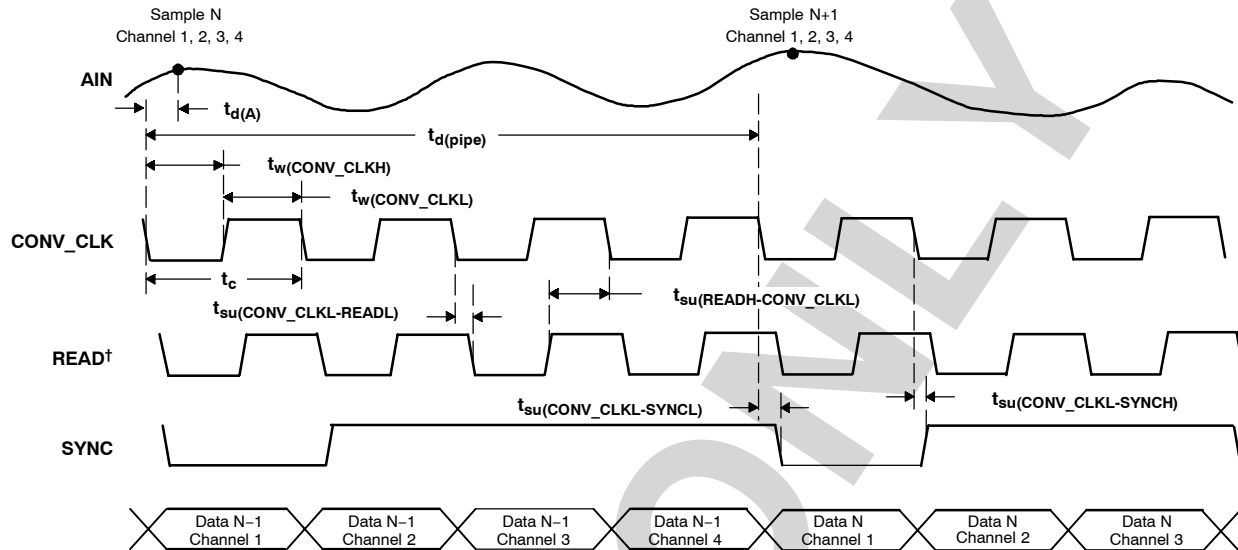 Sample N
Channel 1, 2, 3, 4
Sample N+1
Channel 1, 2, 3, 4
AIN
td(A)
td(pipe)
tw(CONV_CLKH)
tw(CONV_CLKL)
CONV_CLK
tc
tsu(CONV_CLKL-READL)
tsu(READH-CONV_CLKL)
READ†
tsu(CONV_CLKL-SYNCL)
tsu(CONV_CLKL-SYNCH)
SYNC
Data N−1
Channel 1
Data N−1
Channel 2
Data N−1
Channel 3
Data N−1
Channel 4
Data N
Channel 1
Data N
Channel 2
Data N
Channel 3
ONLY